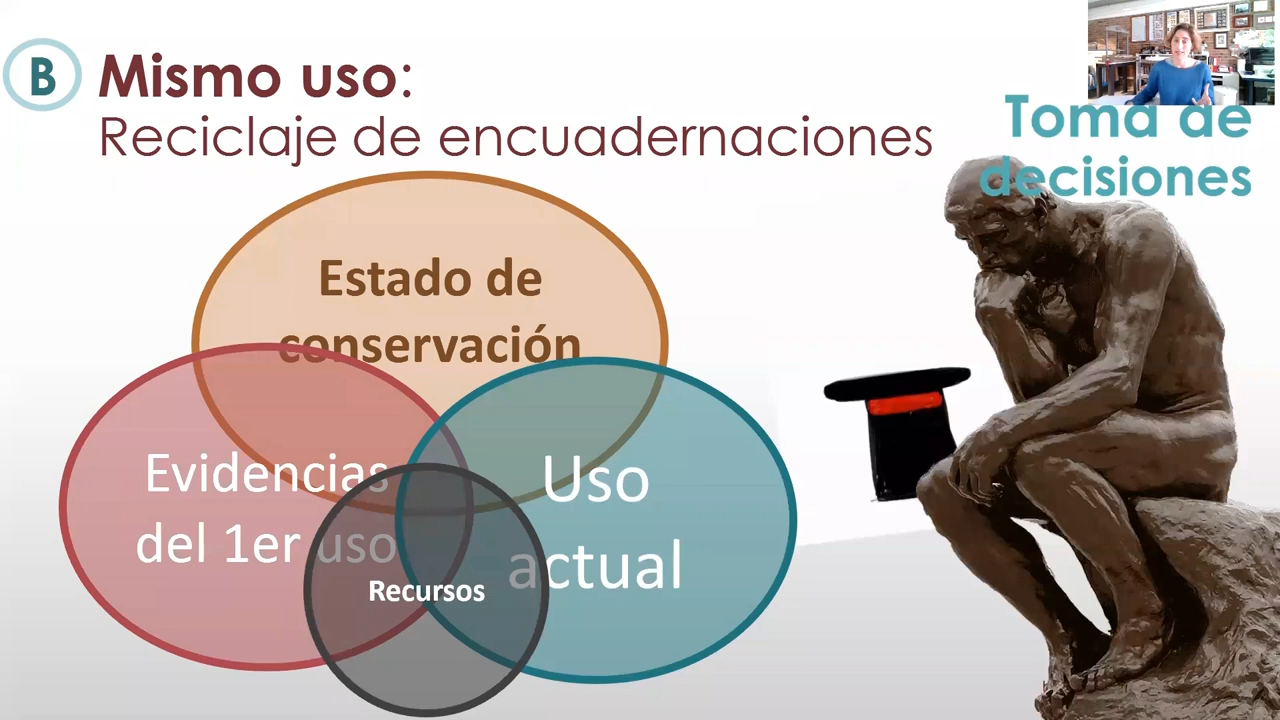 B
Mismo uso:
Reciclaje de encuadernaciones
Toma de
decisiones
Estado de
conservación
Evidencias
del 1er uso
Uso
actual
Recursos